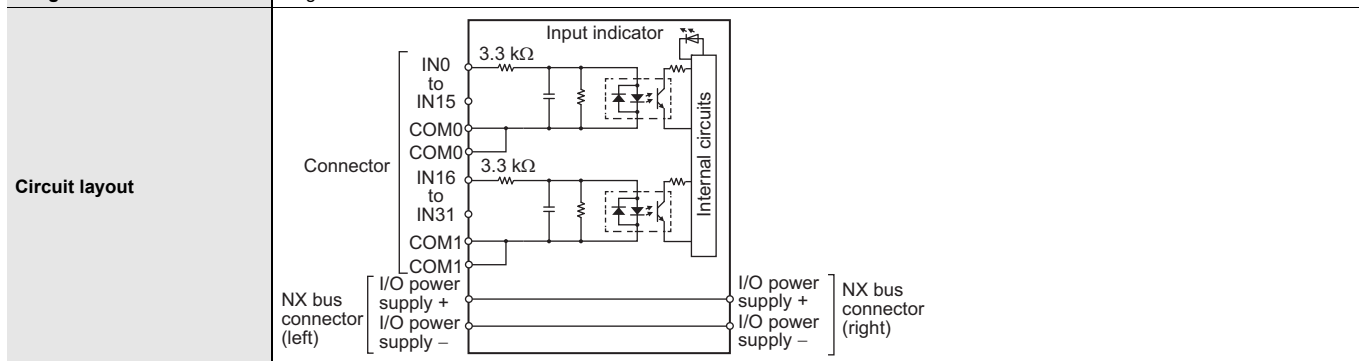 Circuit layout
Input indicator
Connector
IN0
to
IN15
COM0
COM0
3.3 kΩ
IN16
to
IN31
COM1
COM1
3.3 kΩ
Internal circuits
NX bus
connector
(left)
I/O power
supply +
I/O power
supply –
I/O power
supply +
I/O power
supply –
NX bus
connector
(right)